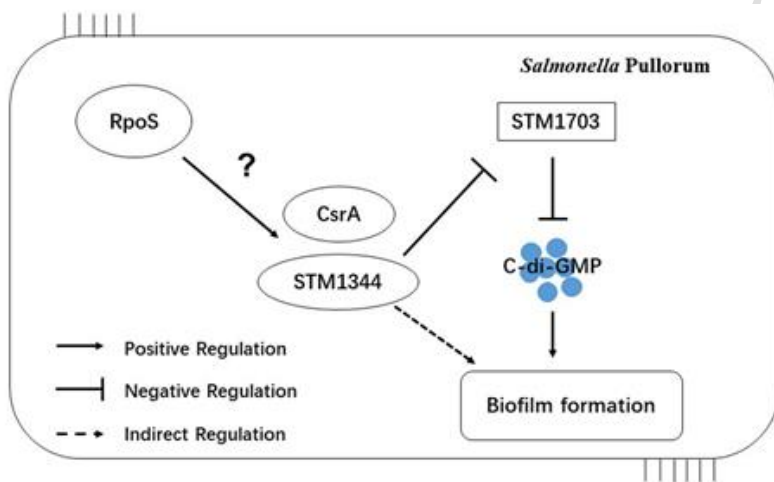 Salmonella Pullorum
RpoS
STM1703
?
CsrA
C-di-GMP
STM1344
Positive Regulation
Negative Regulation
Biofilm formation
Indirect Regulation